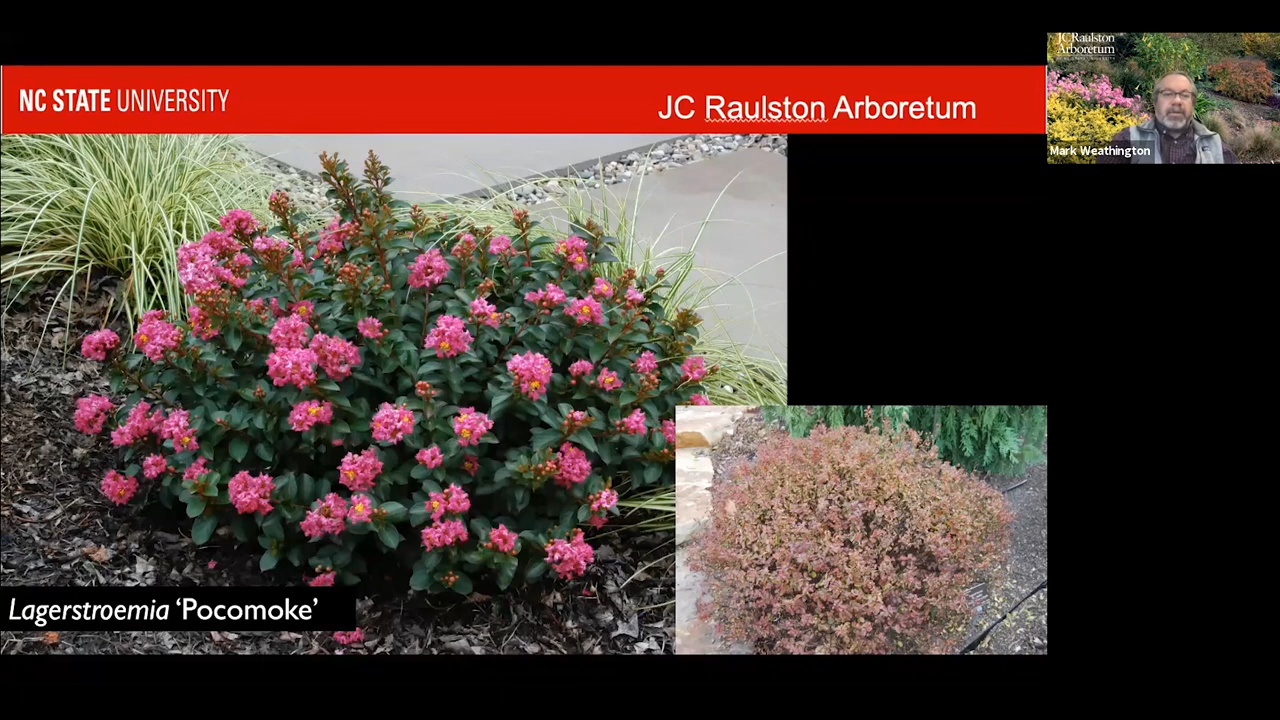 NC STATE UNIVERSITY
JC Raulston Arboretum
JC Raulston
Arboretum
Mark Weathington
Lagerstroemia ‘Pocomoke’